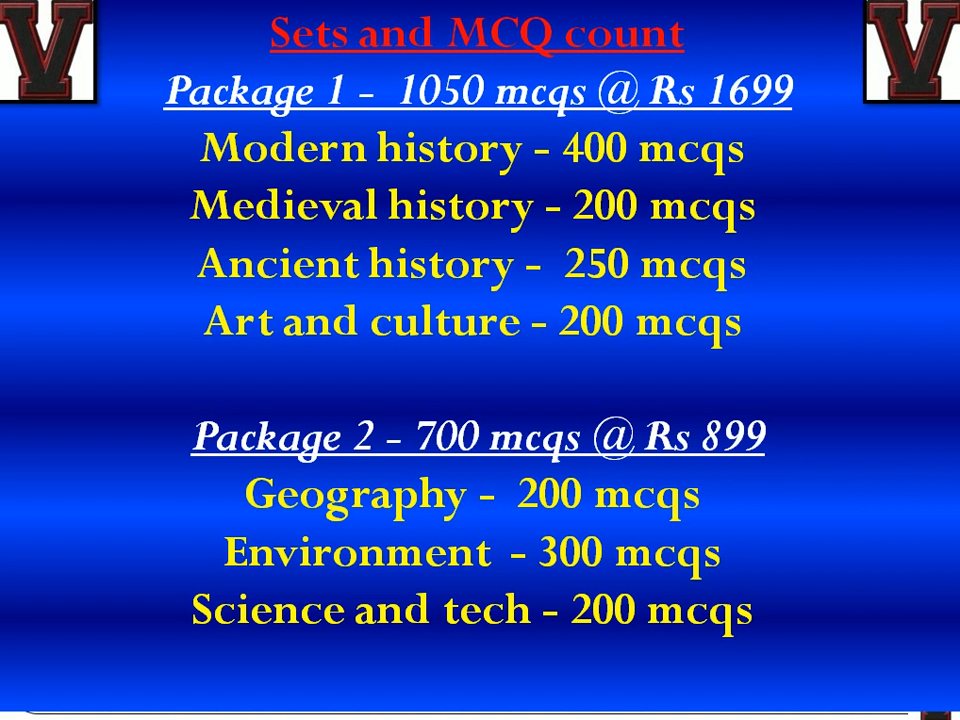 Sets and MCQ count
Package 1 - 1050 mcqs @ Rs 1699
Modern history - 400 mcqs
Medieval history - 200 mcqs
Ancient history - 250 mcqs
Art and culture - 200 mcqs
Package 2 - 700 mcqs @ Rs 899
Geography - 200 mcqs
Environment - 300 mcqs
Science and tech - 200 mcqs